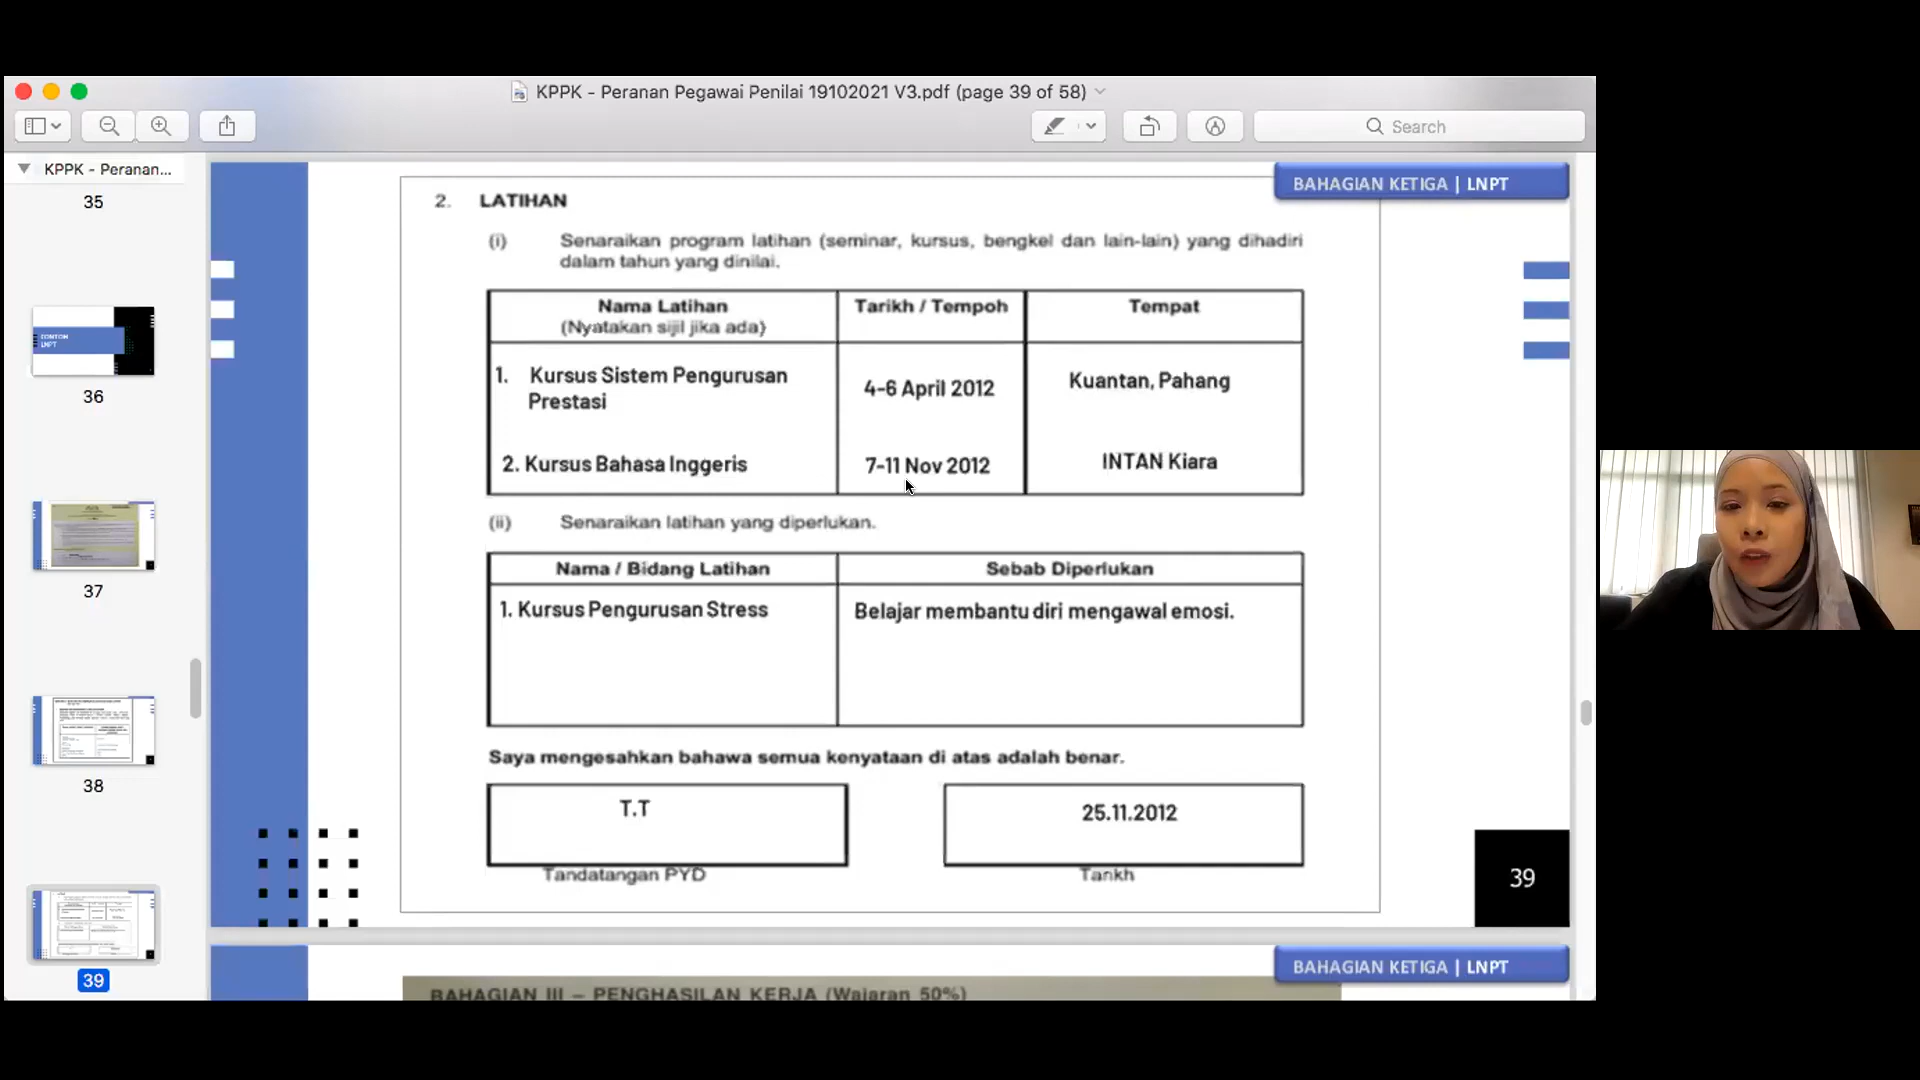 KPPK - Peranan Pegawai Penilai 19102021 V3.pdf (page 39 of 58)
Search
KPPK - Peranan...
35
36
37
38
39
CONTOH
LNPT
BAHAGIAN KETIGA | LNPT
2. LATIHAN
(i) Senaraikan program latihan (seminar, kursus, bengkel dan lain-lain) yang dihadiri
dalam tahun yang dinilai.
Nama Latihan Tarikh / Tempoh Tempat
(Nyatakan sijil jika ada)
1. Kursus Sistem Pengurusan
Prestasi
4-6 April 2012
Kuantan, Pahang
2. Kursus Bahasa Inggeris
7-11 Nov 2012
INTAN Kiara
(ii) Senaraikan latihan yang diperlukan.
Nama / Bidang Latihan Sebab Diperlukan
1. Kursus Pengurusan Stress Belajar membantu diri mengawal emosi.
Saya mengesahkan bahawa semua kenyataan di atas adalah benar.
T.T 25.11.2012
Tandatangan PYD Tarikh
39
BAHAGIAN KETIGA | LNPT
BAHAGIAN III – PENGHASILAN KERJA (Wajaran 50%)